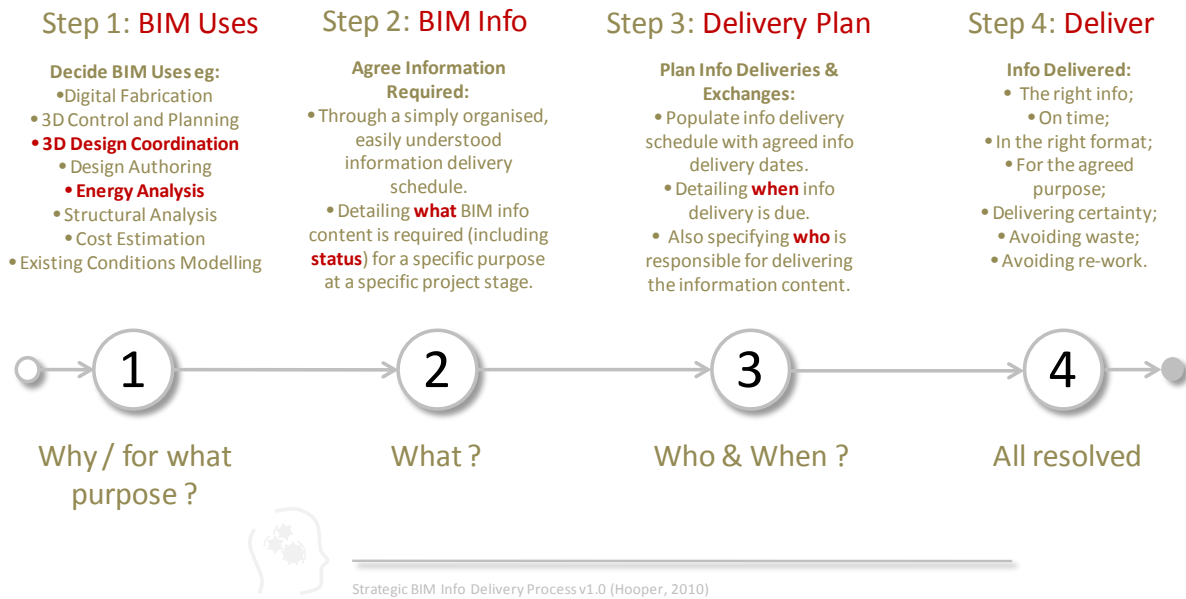 Step 1: BIM Uses
Decide BIM Uses eg:
•Digital Fabrication
• 3D Control and Planning
• 3D Design Coordination
• Design Authoring
• Energy Analysis
• Structural Analysis
• Cost Estimation
• Existing Conditions Modelling
Step 2: BIM Info
Agree Information
Required:
• Through a simply organised,
easily understood
information delivery
schedule.
• Detailing what BIM info
content is required (including
status) for a specific purpose
at a specific project stage.
Step 3: Delivery Plan
Plan Info Deliveries &
Exchanges:
• Populate info delivery
schedule with agreed info
delivery dates.
• Detailing when info
delivery is due.
• Also specifying who is
responsible for delivering
the information content.
Step 4: Deliver
Info Delivered:
• The right info;
• On time;
• In the right format;
• For the agreed
purpose;
• Delivering certainty;
• Avoiding waste;
• Avoiding re-work.
1
2
3
4
Why / for what
purpose ?
What ?
Who & When ?
All resolved
Strategic BIM Info Delivery Process v1.0 (Hooper, 2010)